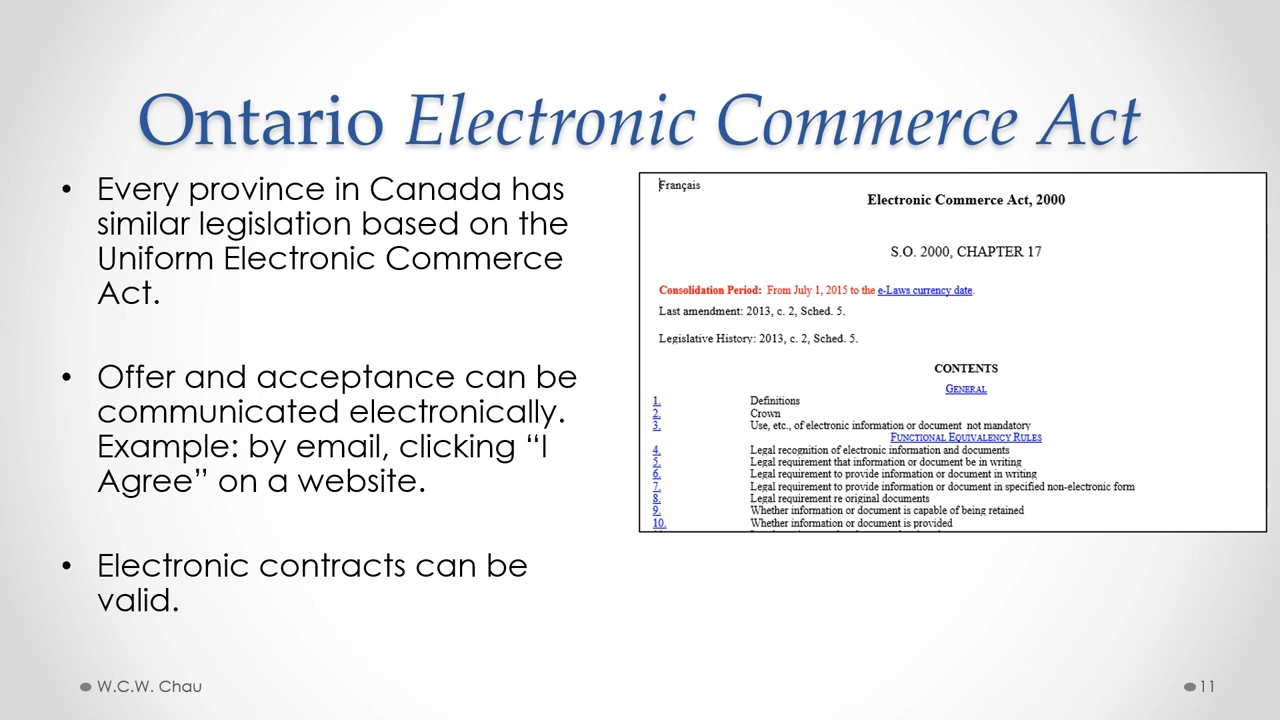 Ontario Electronic Commerce Act
• Every province in Canada has
similar legislation based on the
Uniform Electronic Commerce
Act.
• Offer and acceptance can be
communicated electronically.
Example: by email, clicking “I
Agree” on a website.
• Electronic contracts can be
valid.
Français
Electronic Commerce Act, 2000
S.O. 2000, CHAPTER 17
Consolidation Period: From July 1, 2015 to the e-Laws currency date.
Last amendment: 2013, c. 2, Sched. 5.
Legislative History: 2013, c. 2, Sched. 5.
CONTENTS
GENERAL
1. Definitions
2. Crown
3. Use, etc., of electronic information or document not mandatory
FUNCTIONAL EQUIVALENCY RULES
4. Legal recognition of electronic information and documents
5. Legal requirement that information or document be in writing
6. Legal requirement to provide information or document in writing
7. Legal requirement to provide information or document in specified non-electronic form
8. Legal requirement re original documents
9. Whether information or document is capable of being retained
10. Whether information or document is provided
W.C.W. Chau
11